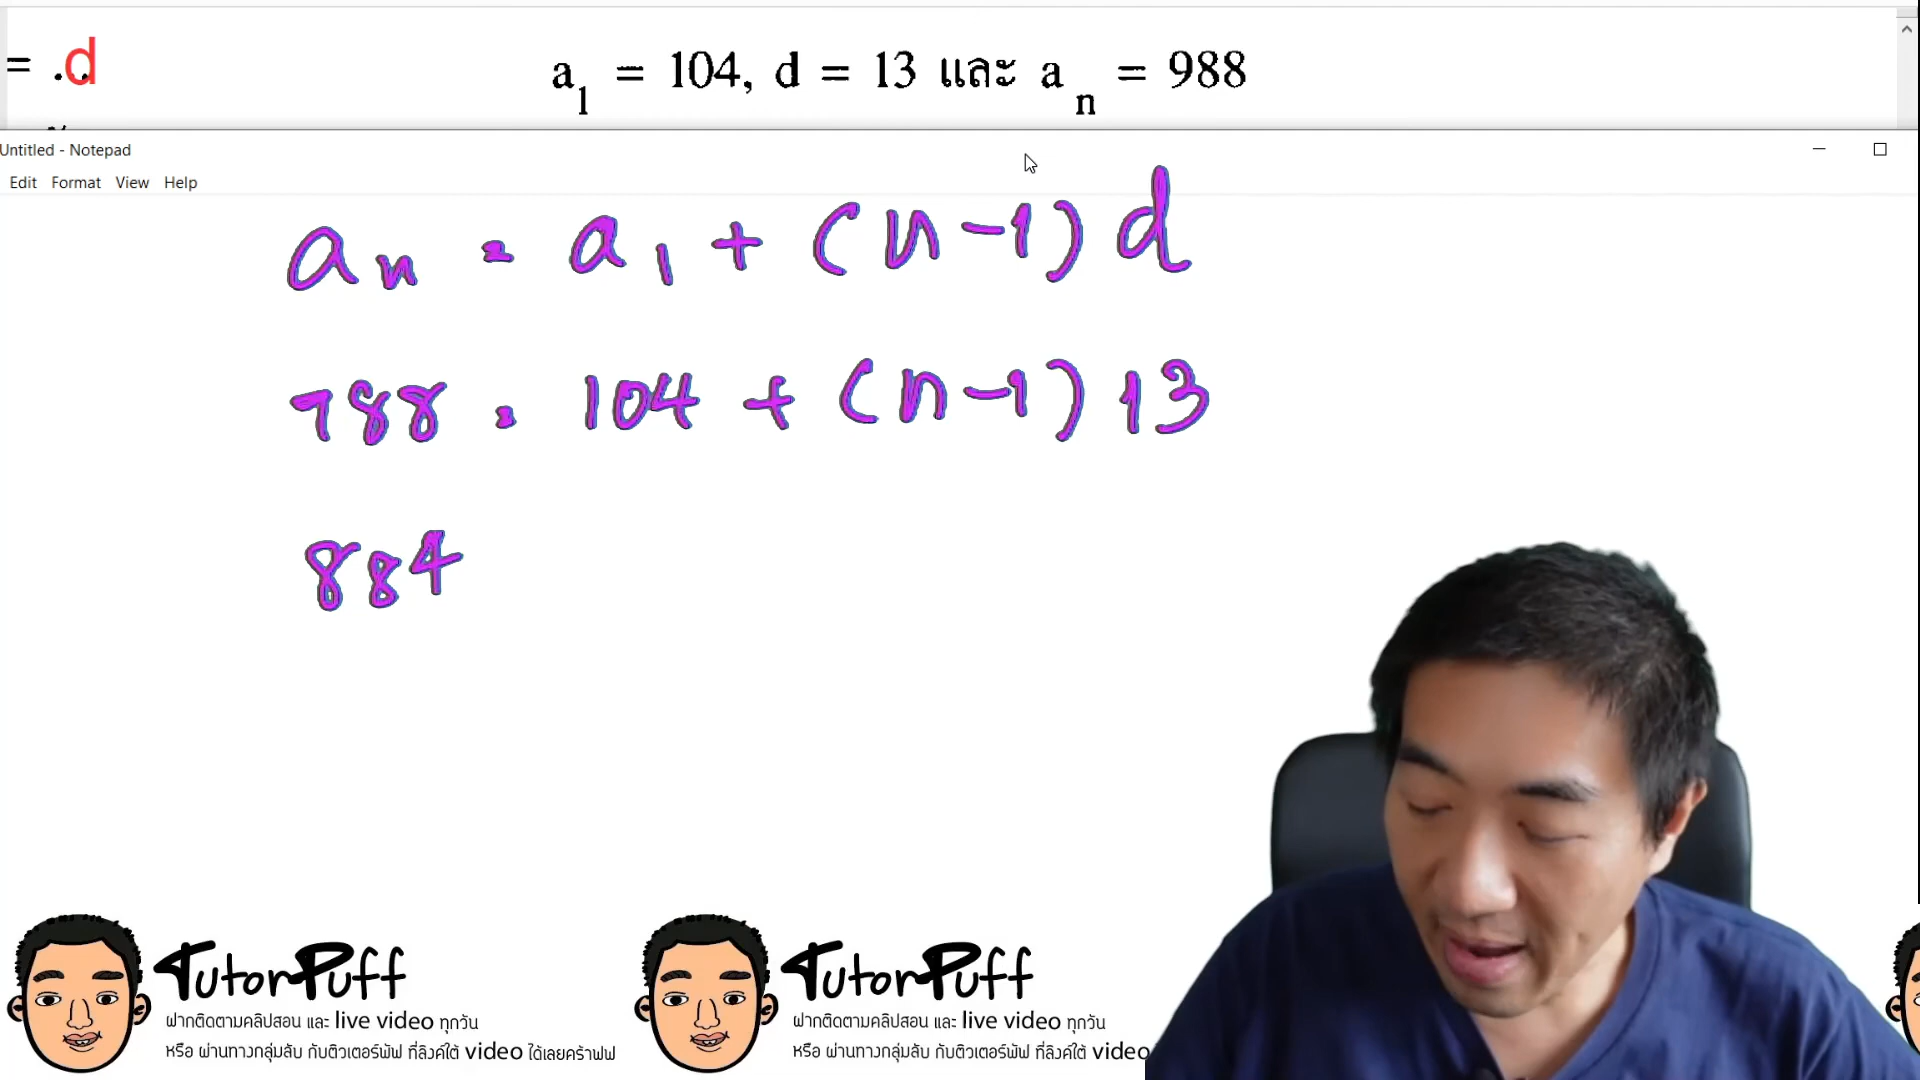 = . d
a1 = 104, d = 13 และ an = 988
Untitled - Notepad
Edit Format View Help
an = a1 + (n-1) d
988 = 104 + (n-1) 13
884
TutorPuff
ฝากติดตามคลิปสอน และ live video ทุกวัน
หรือ ผ่านทางกลุ่มลับ กับติวเตอร์พัฟ ที่ลิงค์ใต้ video ได้เลยคร้าฟฟ
TutorPuff
ฝากติดตามคลิปสอน และ live video ทุกวัน
หรือ ผ่านทางกลุ่มลับ กับติวเตอร์พัฟ ที่ลิงค์ใต้ video